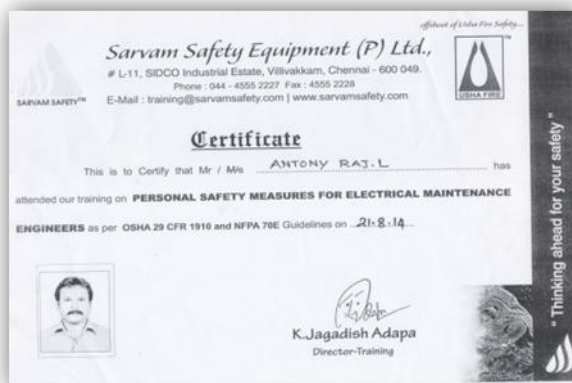 offshoot of Usha Fire Safety...
Sarvam Safety Equipment (P) Ltd.,
# L-11, SIDCO Industrial Estate, Villivakkam, Chennai - 600 049.
Phone : 044 - 4555 2227 Fax : 4555 2228
E-Mail : training@sarvamsafety.com | www.sarvamsafety.com
SARVAM SAFETY™
USHA FIRE
Certificate
This is to Certify that Mr / M/s ANTONY RAJ.L has
attended our training on PERSONAL SAFETY MEASURES FOR ELECTRICAL MAINTENANCE
ENGINEERS as per OSHA 29 CFR 1910 and NFPA 70E Guidelines on 21-8-14
K.Jagadish Adapa
Director-Training
" Thinking ahead for your safety "